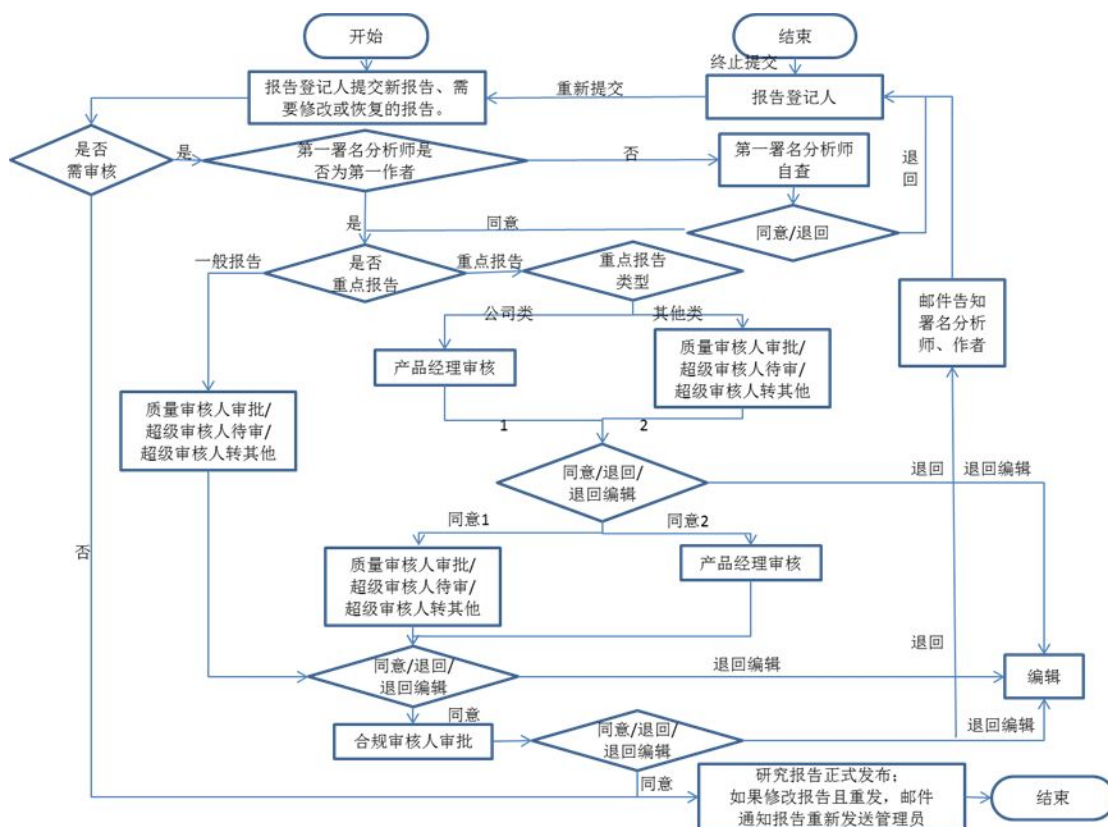 开始
结束
终止提交
报告登记人提交新报告、需
要修改或恢复的报告。
重新提交
报告登记人
是否
需审核
是
第一署名分析师是
否为第一作者
否
第一署名分析师
自查
退
回
是
同意
同意/退回
一般报告
是否
重点报告
重点报告
重点报告
类型
邮件告知
署名分析
师、作者
公司类
其他类
产品经理审核
质量审核人审批/
超级审核人待审/
超级审核人转其他
质量审核人审批/
超级审核人待审/
超级审核人转其他
1
2
同意/退回/
退回编辑
退回
退回编辑
否
同意1
同意2
质量审核人审批/
超级审核人待审/
超级审核人转其他
产品经理审核
退回
同意/退回/
退回编辑
退回编辑
编辑
同意
合规审核人审批
同意/退回/
退回编辑
退回编辑
同意
研究报告正式发布；
如果修改报告且重发，邮件
通知报告重新发送管理员
结束